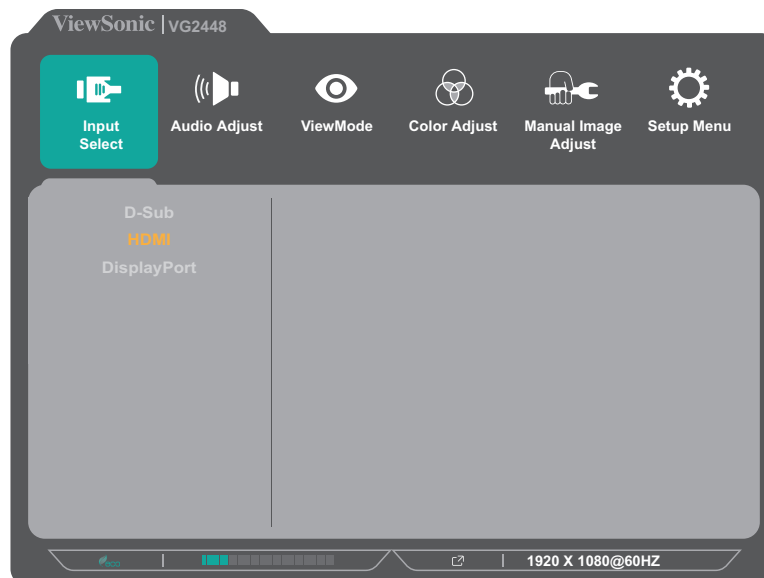 ViewSonic | VG2448
Input
Select
Audio Adjust
ViewMode
Color Adjust
Manual Image
Adjust
Setup Menu
D-Sub
HDMI
DisplayPort
eco
1920 X 1080@60HZ